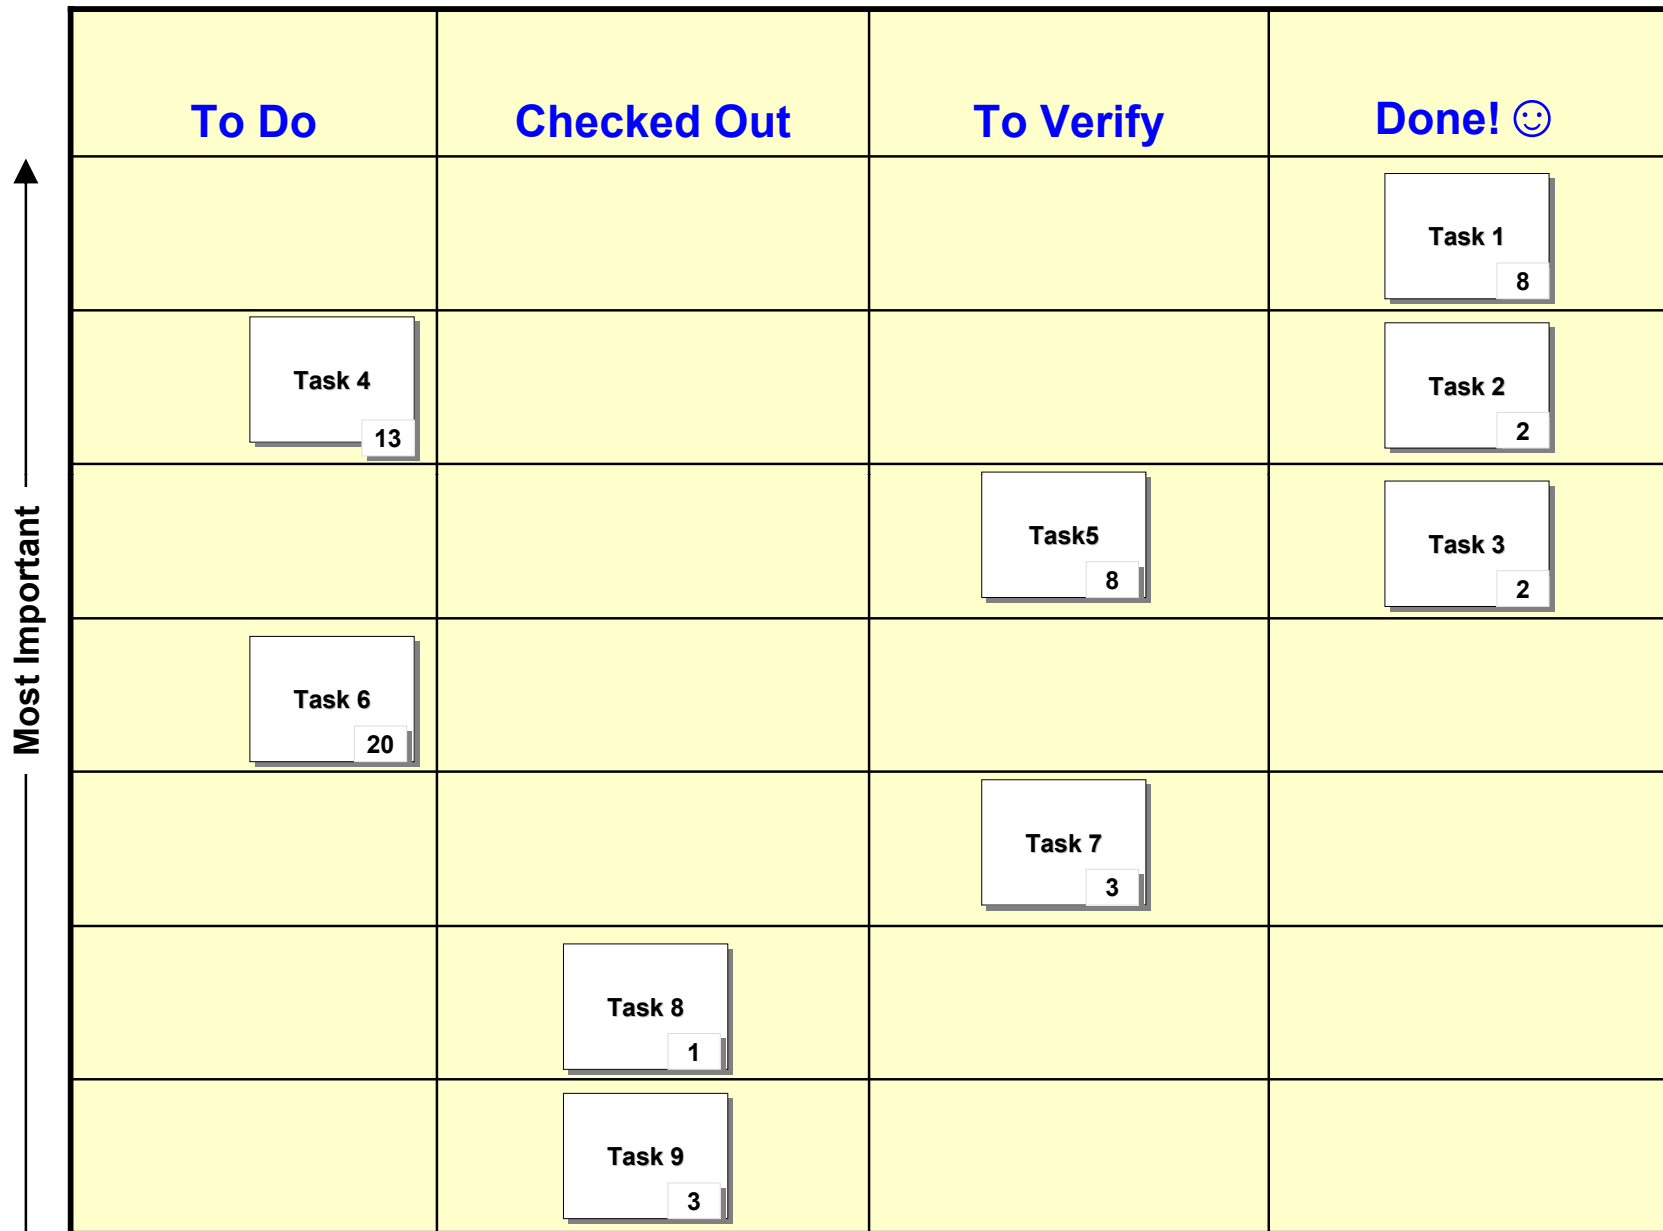 To Do
Checked Out
To Verify
Done! ☺
Most Important
Task 1
8
Task 4
13
Task 2
2
Task5
8
Task 3
2
Task 6
20
Task 7
3
Task 8
1
Task 9
3